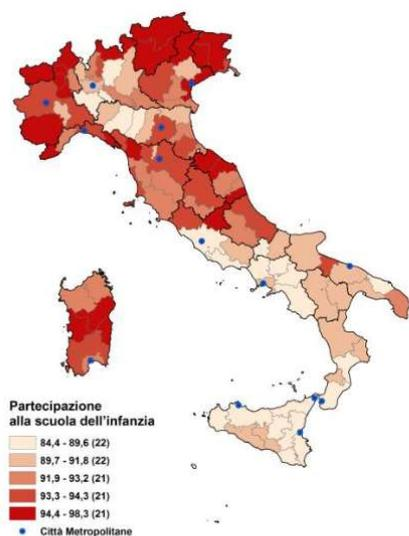 Partecipazione
alla scuola dell'infanzia
84,4 - 89,6 (22)
89,7 - 91,8 (22)
91,9 - 93,2 (21)
93,3 - 94,3 (21)
94,4 - 98,3 (21)
Città Metropolitane